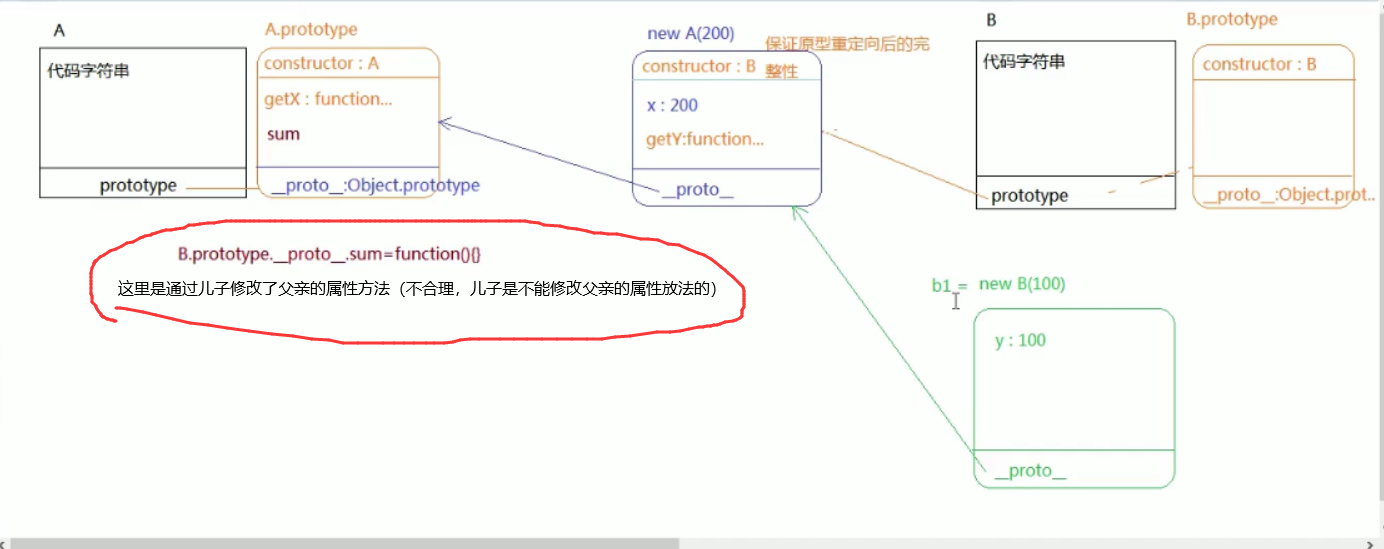 A
A.prototype
代码字符串
constructor : A
getX : function...
sum
prototype
__proto__:Object.prototype
new A(200)
保证原型重定向后的完
整性
constructor : B
x : 200
getY:function...
__proto__
B
B.prototype
代码字符串
constructor : B
prototype
__proto__:Object.prot..
B.prototype.__proto__.sum=function(){}
这里是通过儿子修改了父亲的属性方法（不合理，儿子是不能修改父亲的属性放法的）
b1 = new B(100)
y : 100
__proto__